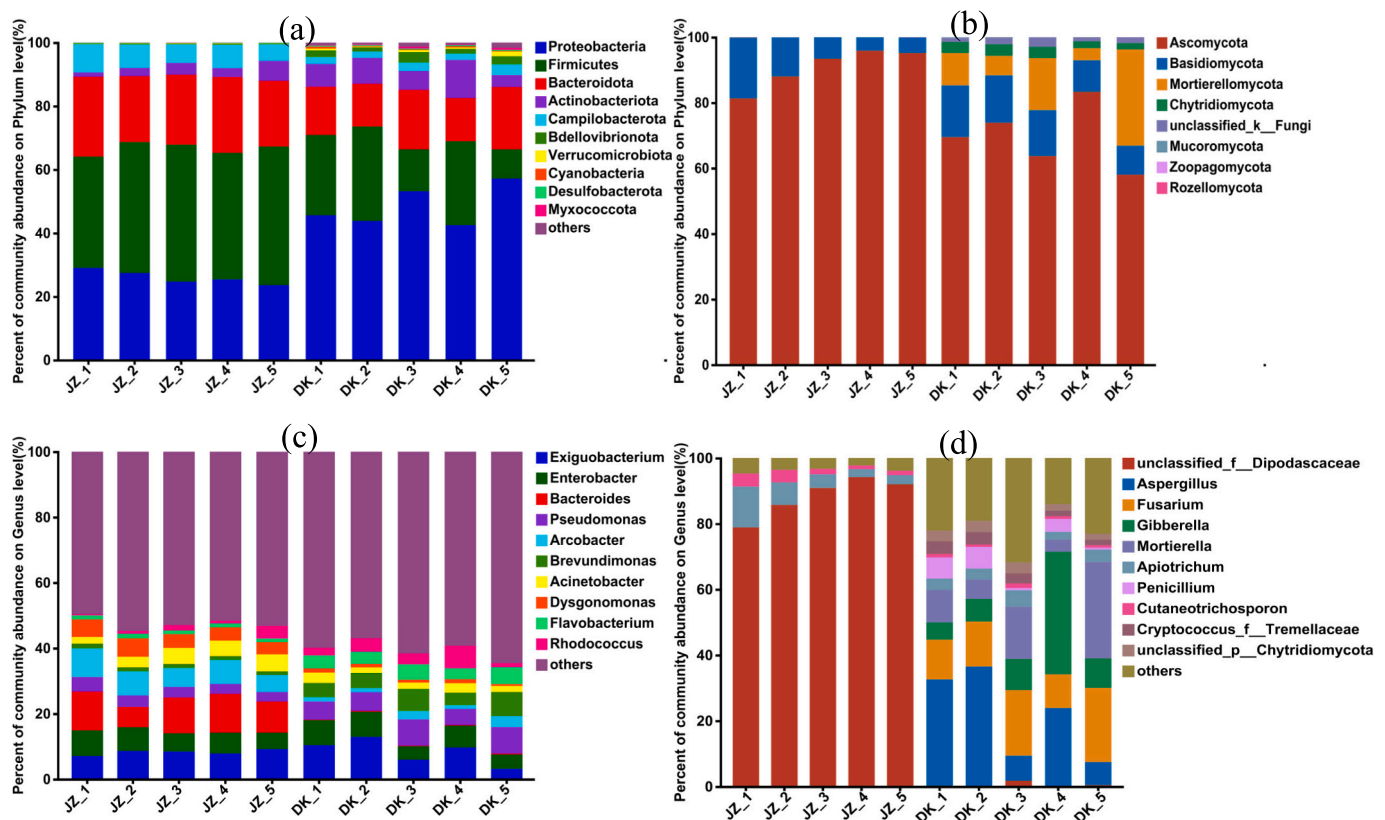 (a)
Percent of community abundance on Phylum level(%)
100
80
60
40
20
0
JZ_1
JZ_2
JZ_3
JZ_4
JZ_5
DK_1
DK_2
DK_3
DK_4
DK_5
Proteobacteria
Firmicutes
Bacteroidota
Actinobacteriota
Campilobacterota
Bdellovibrionota
Verrucomicrobiota
Cyanobacteria
Desulfobacterota
Myxococcota
others
(b)
Percent of community abundance on Phylum level(%)
100
80
60
40
20
0
JZ_1
JZ_2
JZ_3
JZ_4
JZ_5
DK_1
DK_2
DK_3
DK_4
DK_5
Ascomycota
Basidiomycota
Mortierellomycota
Chytridiomycota
unclassified_k__Fungi
Mucoromycota
Zoopagomycota
Rozellomycota
(c)
Percent of community abundance on Genus level(%)
100
80
60
40
20
0
JZ_1
JZ_2
JZ_3
JZ_4
JZ_5
DK_1
DK_2
DK_3
DK_4
DK_5
Exiguobacterium
Enterobacter
Bacteroides
Pseudomonas
Arcobacter
Brevundimonas
Acinetobacter
Dysgonomonas
Flavobacterium
Rhodococcus
others
(d)
Percent of community abundance on Genus level(%)
100
80
60
40
20
0
JZ_1
JZ_2
JZ_3
JZ_4
JZ_5
DK_1
DK_2
DK_3
DK_4
DK_5
unclassified_f__Dipodascaceae
Aspergillus
Fusarium
Gibberella
Mortierella
Apiotrichum
Penicillium
Cutaneotrichosporon
Cryptococcus_f__Tremellaceae
unclassified_p__Chytridiomycota
others